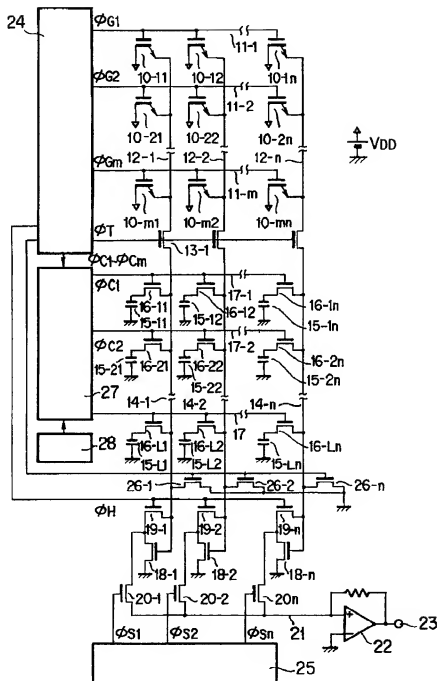 24
φG1
11-1
10-11 10-12 10-1n
φG2
11-2
10-21 10-22 10-2n
12-1 12-2 12-n
VDD
φGm
11-m
10-m1 10-m2 10-mn
φT
13-1
φC1~φCm
φC1
17-1
16-11 16-12 16-1n
15-11 15-12 15-1n
φC2
17-2
16-21 16-22 16-2n
15-21 15-22 15-2n
27
14-1 14-2 14-n
17
28
16-L1 16-L2 16-Ln
15-L1 15-L2 15-Ln
26-1 26-2 26-n
φH
19-1 19-2 19-n
18-1 18-2 18-n
20-1 20-2 20n
+
−
23
φS1 φS2 φSn
21
22
25